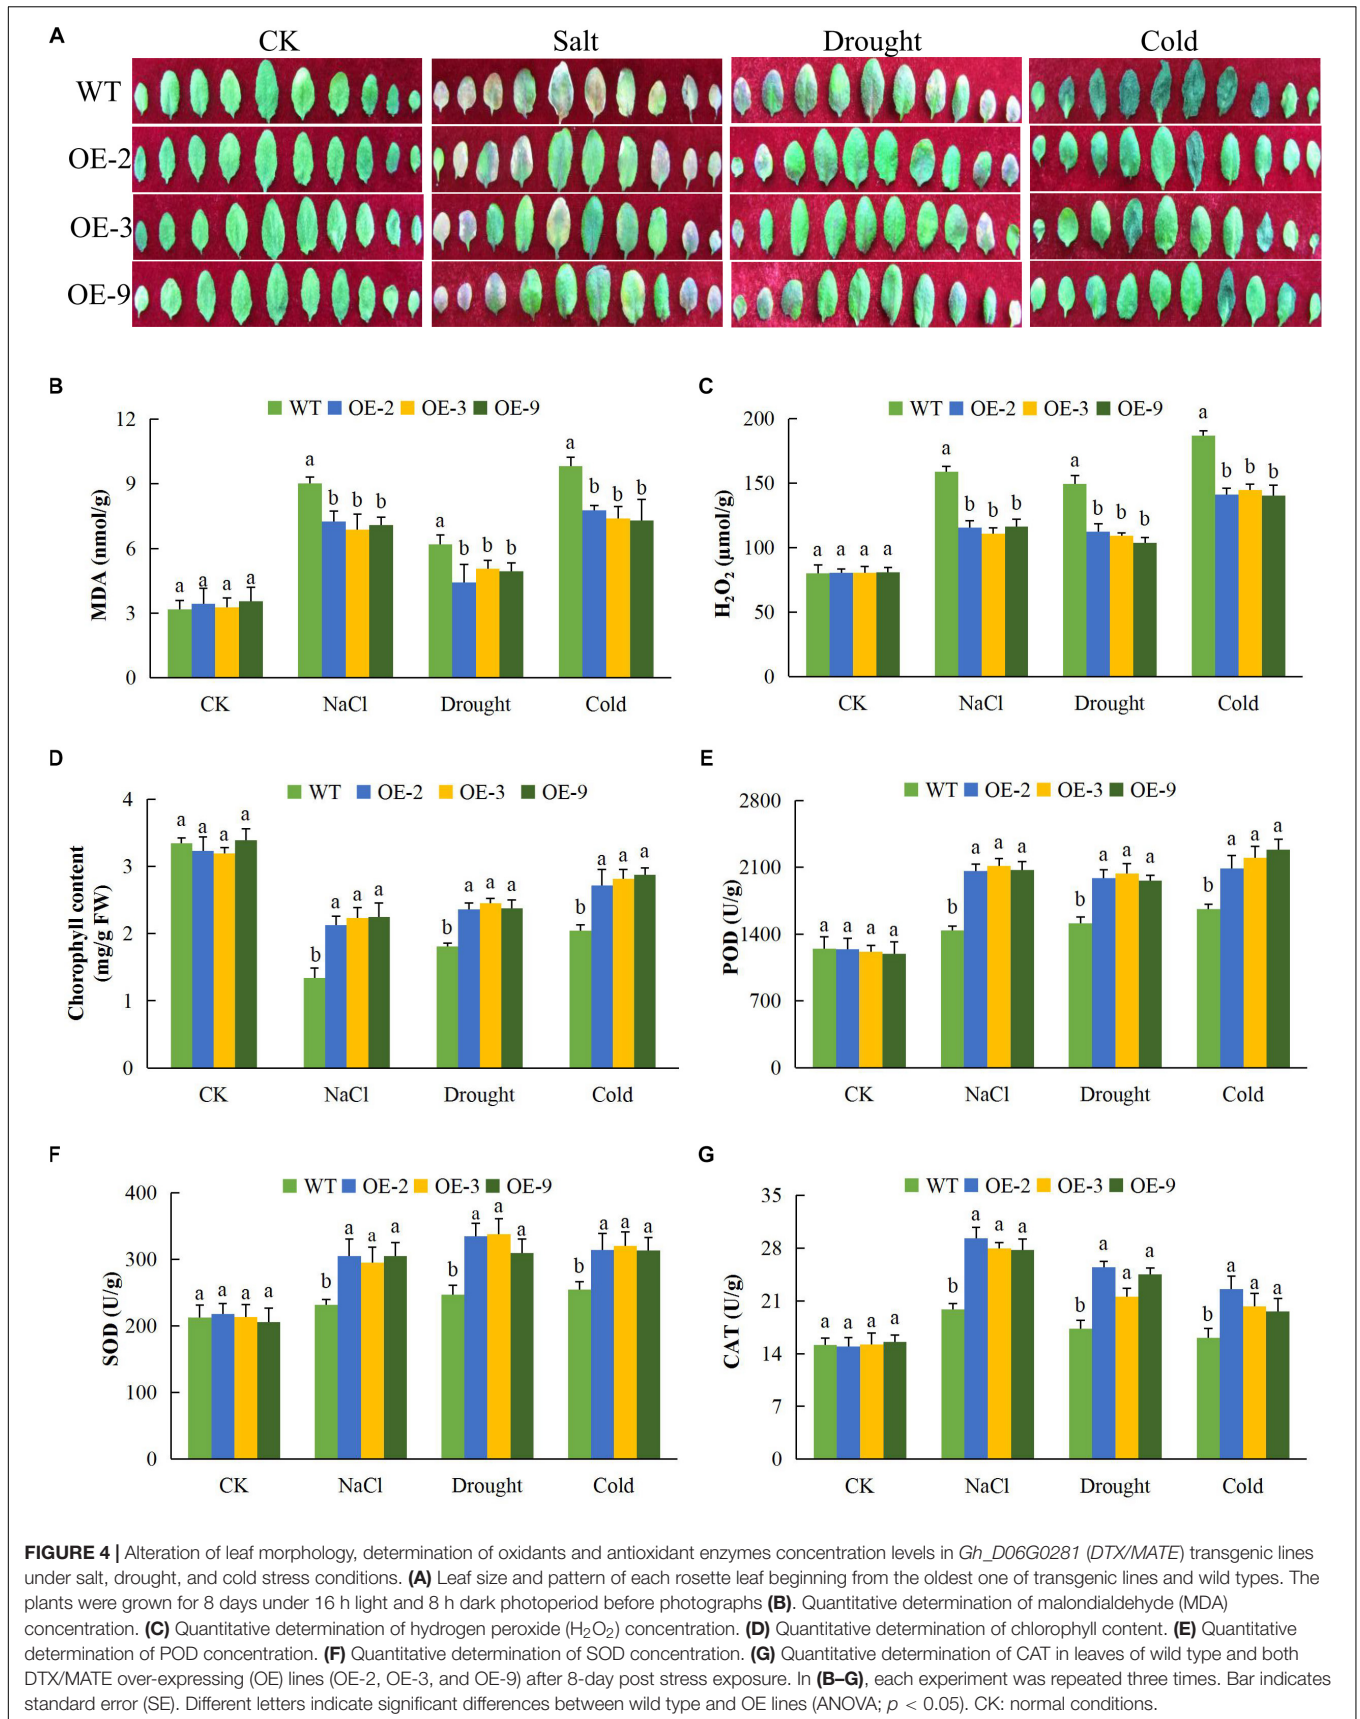 A
CK Salt Drought Cold
WT
OE-2
OE-3
OE-9
B
WT OE-2 OE-3 OE-9
MDA (nmol/g)
12
9
6
3
0
a a a a
a b b b
a b b b
a b b b
CK NaCl Drought Cold
C
WT OE-2 OE-3 OE-9
H₂O₂ (μmol/g)
200
150
100
50
0
a a a a
a b b b
a b b b
a b b b
CK NaCl Drought Cold
D
WT OE-2 OE-3 OE-9
Chorophyll content
(mg/g FW)
4
3
2
1
0
a a a a
b a a a
b a a a
b a a a
CK NaCl Drought Cold
E
WT OE-2 OE-3 OE-9
POD (U/g)
2800
2100
1400
700
0
a a a a
b a a a
b a a a
b a a a
CK NaCl Drought Cold
F
WT OE-2 OE-3 OE-9
SOD (U/g)
400
300
200
100
0
a a a a
b a a a
b a a a
b a a a
CK NaCl Drought Cold
G
WT OE-2 OE-3 OE-9
CAT (U/g)
35
28
21
14
7
0
a a a a
b a a a
b a a a
b a a a
CK NaCl Drought Cold
FIGURE 4 | Alteration of leaf morphology, determination of oxidants and antioxidant enzymes concentration levels in Gh_D06G0281 (DTX/MATE) transgenic lines
under salt, drought, and cold stress conditions. (A) Leaf size and pattern of each rosette leaf beginning from the oldest one of transgenic lines and wild types. The
plants were grown for 8 days under 16 h light and 8 h dark photoperiod before photographs (B). Quantitative determination of malondialdehyde (MDA)
concentration. (C) Quantitative determination of hydrogen peroxide (H₂O₂) concentration. (D) Quantitative determination of chlorophyll content. (E) Quantitative
determination of POD concentration. (F) Quantitative determination of SOD concentration. (G) Quantitative determination of CAT in leaves of wild type and both
DTX/MATE over-expressing (OE) lines (OE-2, OE-3, and OE-9) after 8-day post stress exposure. In (B–G), each experiment was repeated three times. Bar indicates
standard error (SE). Different letters indicate significant differences between wild type and OE lines (ANOVA; p < 0.05). CK: normal conditions.